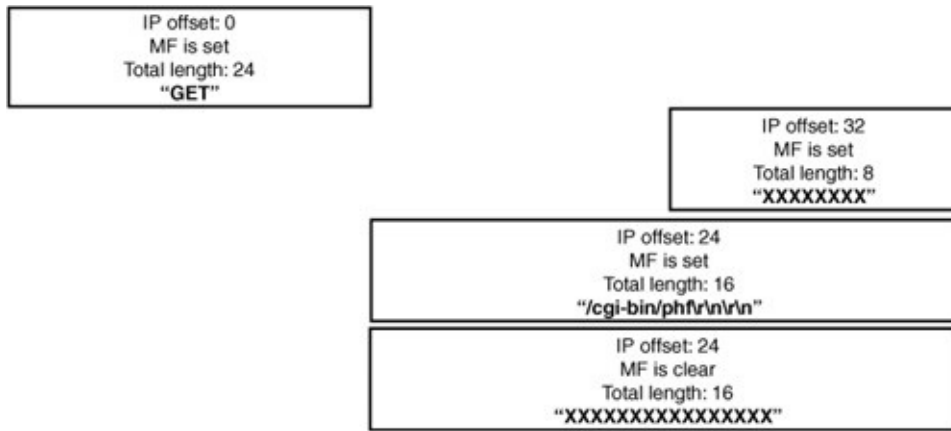 IP offset: 0
MF is set
Total length: 24
“GET”
IP offset: 32
MF is set
Total length: 8
“XXXXXXXX”
IP offset: 24
MF is set
Total length: 16
“/cgi-bin/phf\r\n\r\n”
IP offset: 24
MF is clear
Total length: 16
“XXXXXXXXXXXXXXXX”